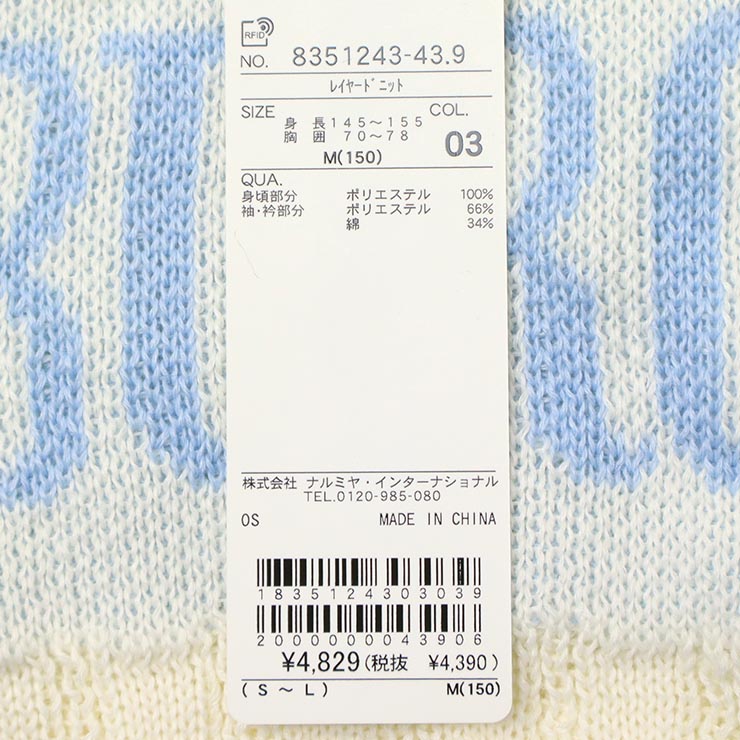 RFID
NO. 8351243-43.9
レイヤードニット
SIZE 身長 145～155 COL.
胸囲 70～78 03
M(150)
QUA.
身頃部分 ポリエステル 100%
袖・衿部分 ポリエステル 66%
綿 34%
株式会社 ナルミヤ・インターナショナル
TEL.0120-985-080
OS MADE IN CHINA
1835124303039
2000000043906
¥4,829(税抜 ¥4,390)
(S～L) M(150)